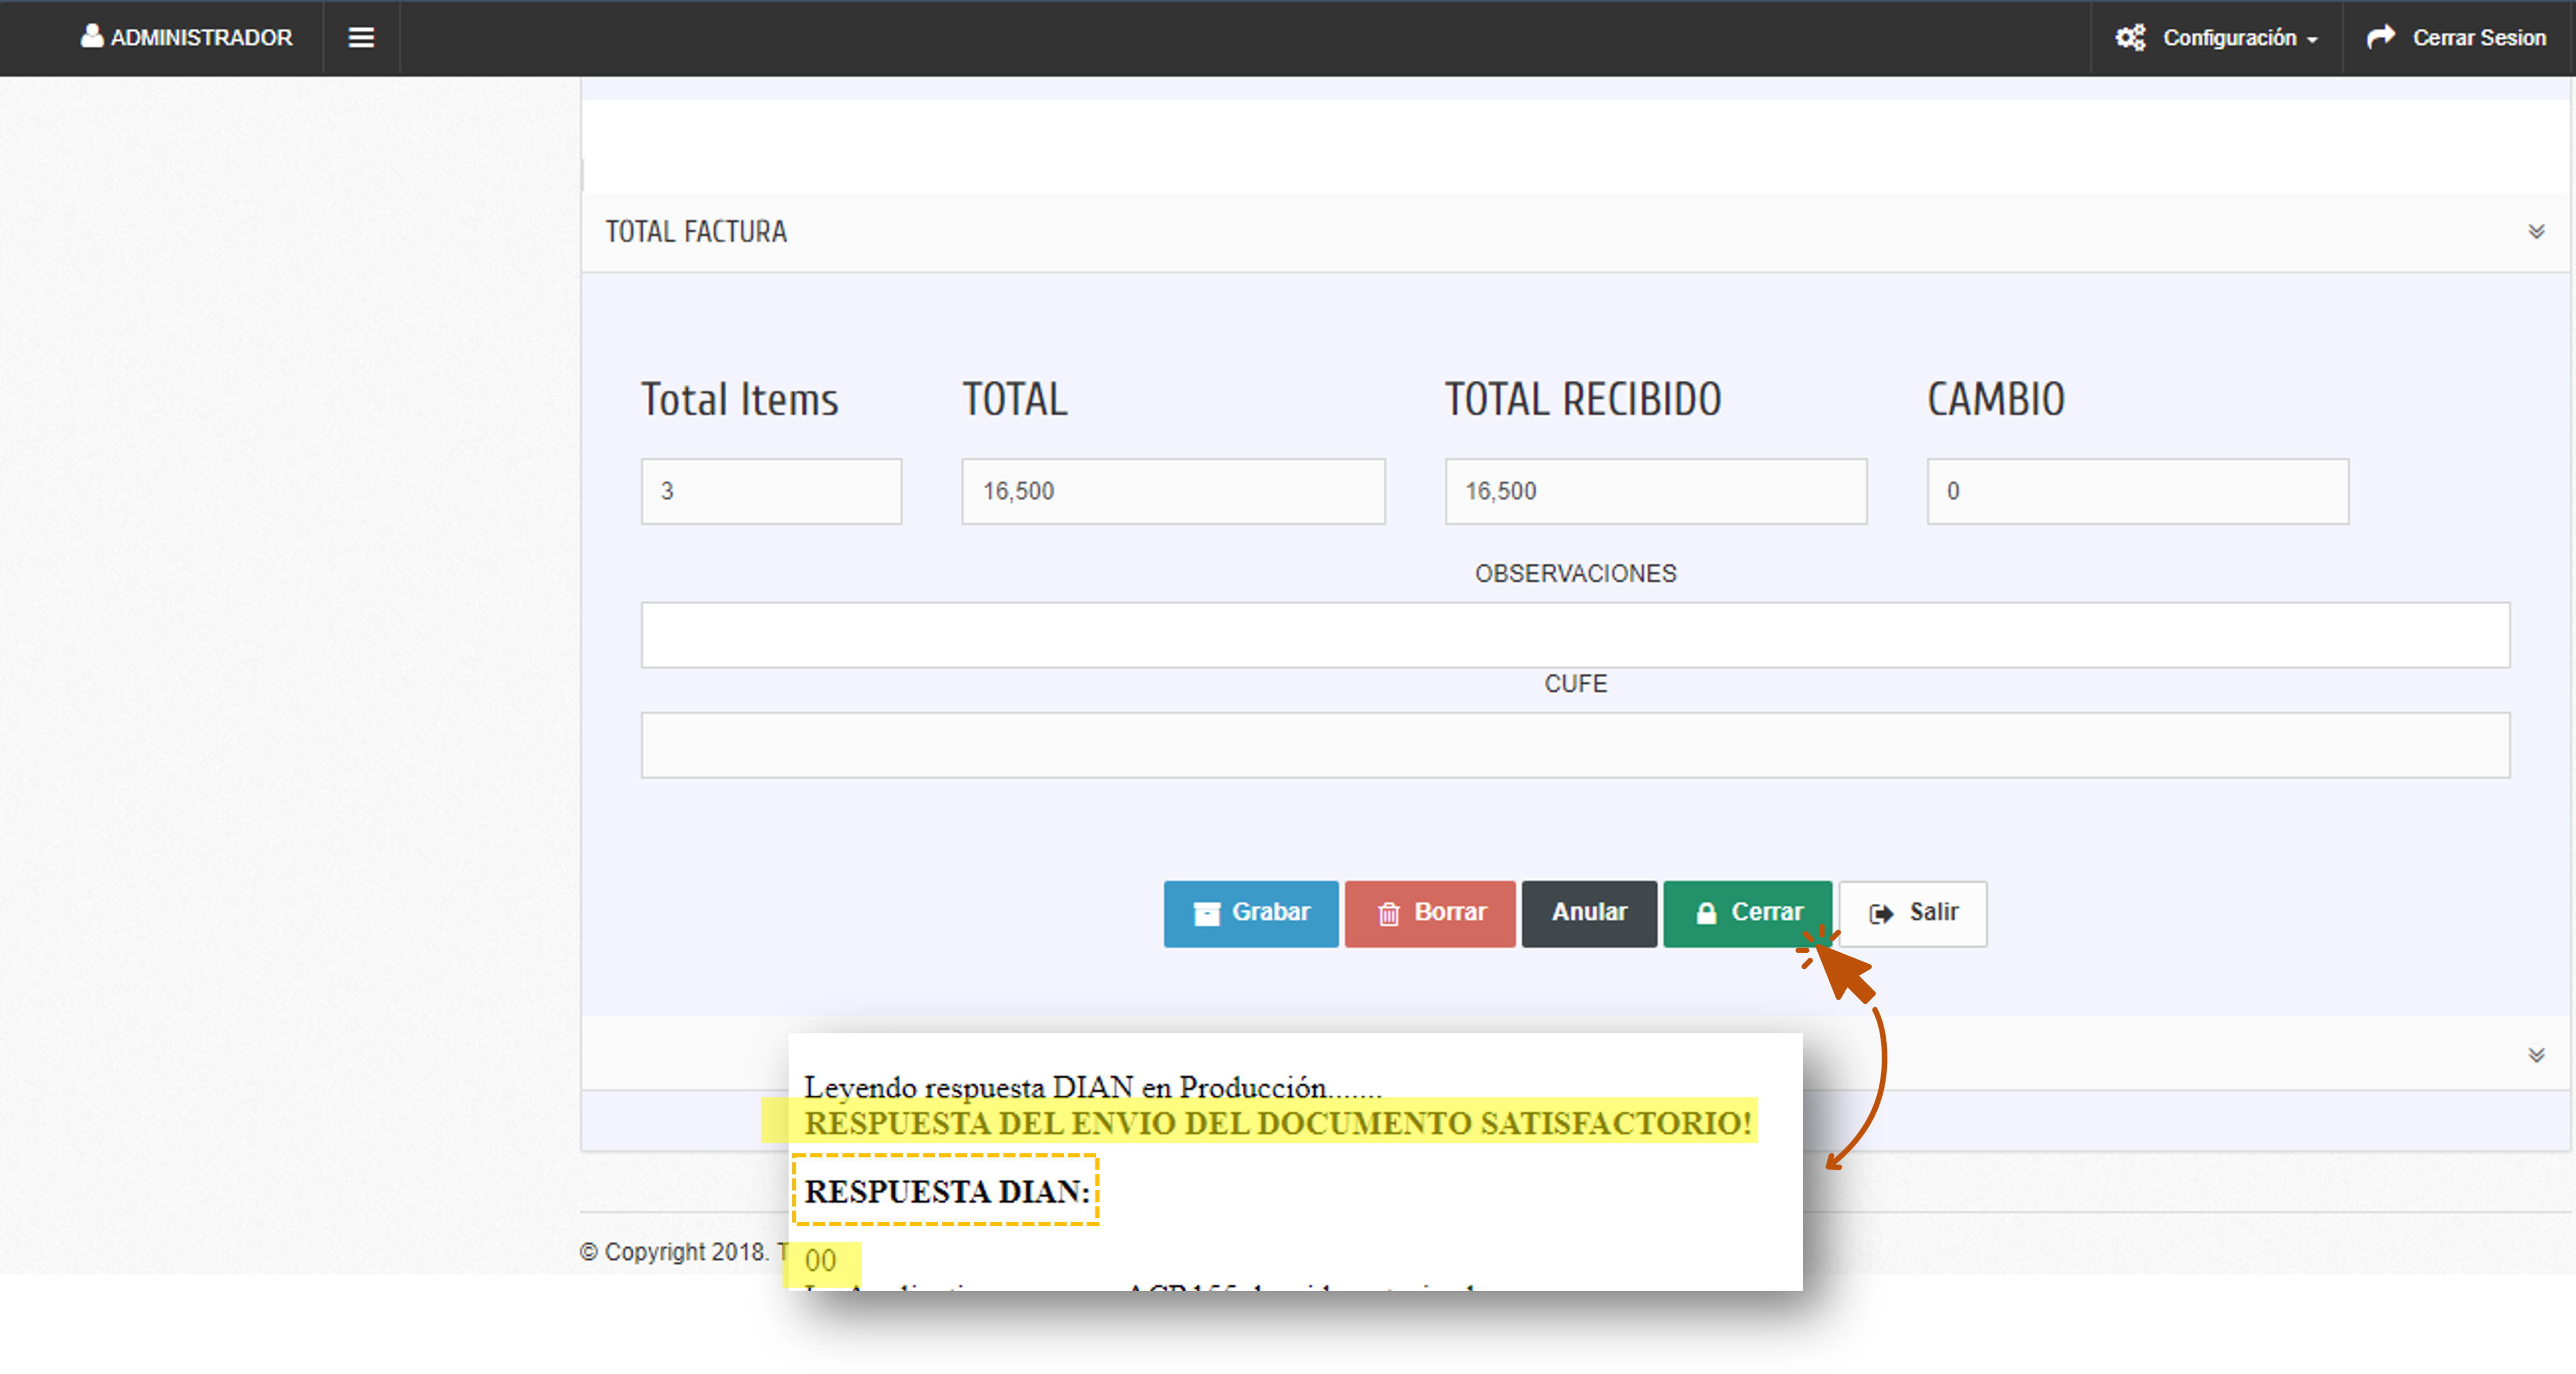 ADMINISTRADOR
Configuración
Cerrar Sesion
TOTAL FACTURA
Total Items
TOTAL
TOTAL RECIBIDO
CAMBIO
3
16,500
16,500
0
OBSERVACIONES
CUFE
Grabar
Borrar
Anular
Cerrar
Salir
Leyendo respuesta DIAN en Producción.......
RESPUESTA DEL ENVIO DEL DOCUMENTO SATISFACTORIO!
RESPUESTA DIAN:
© Copyright 2018.
00